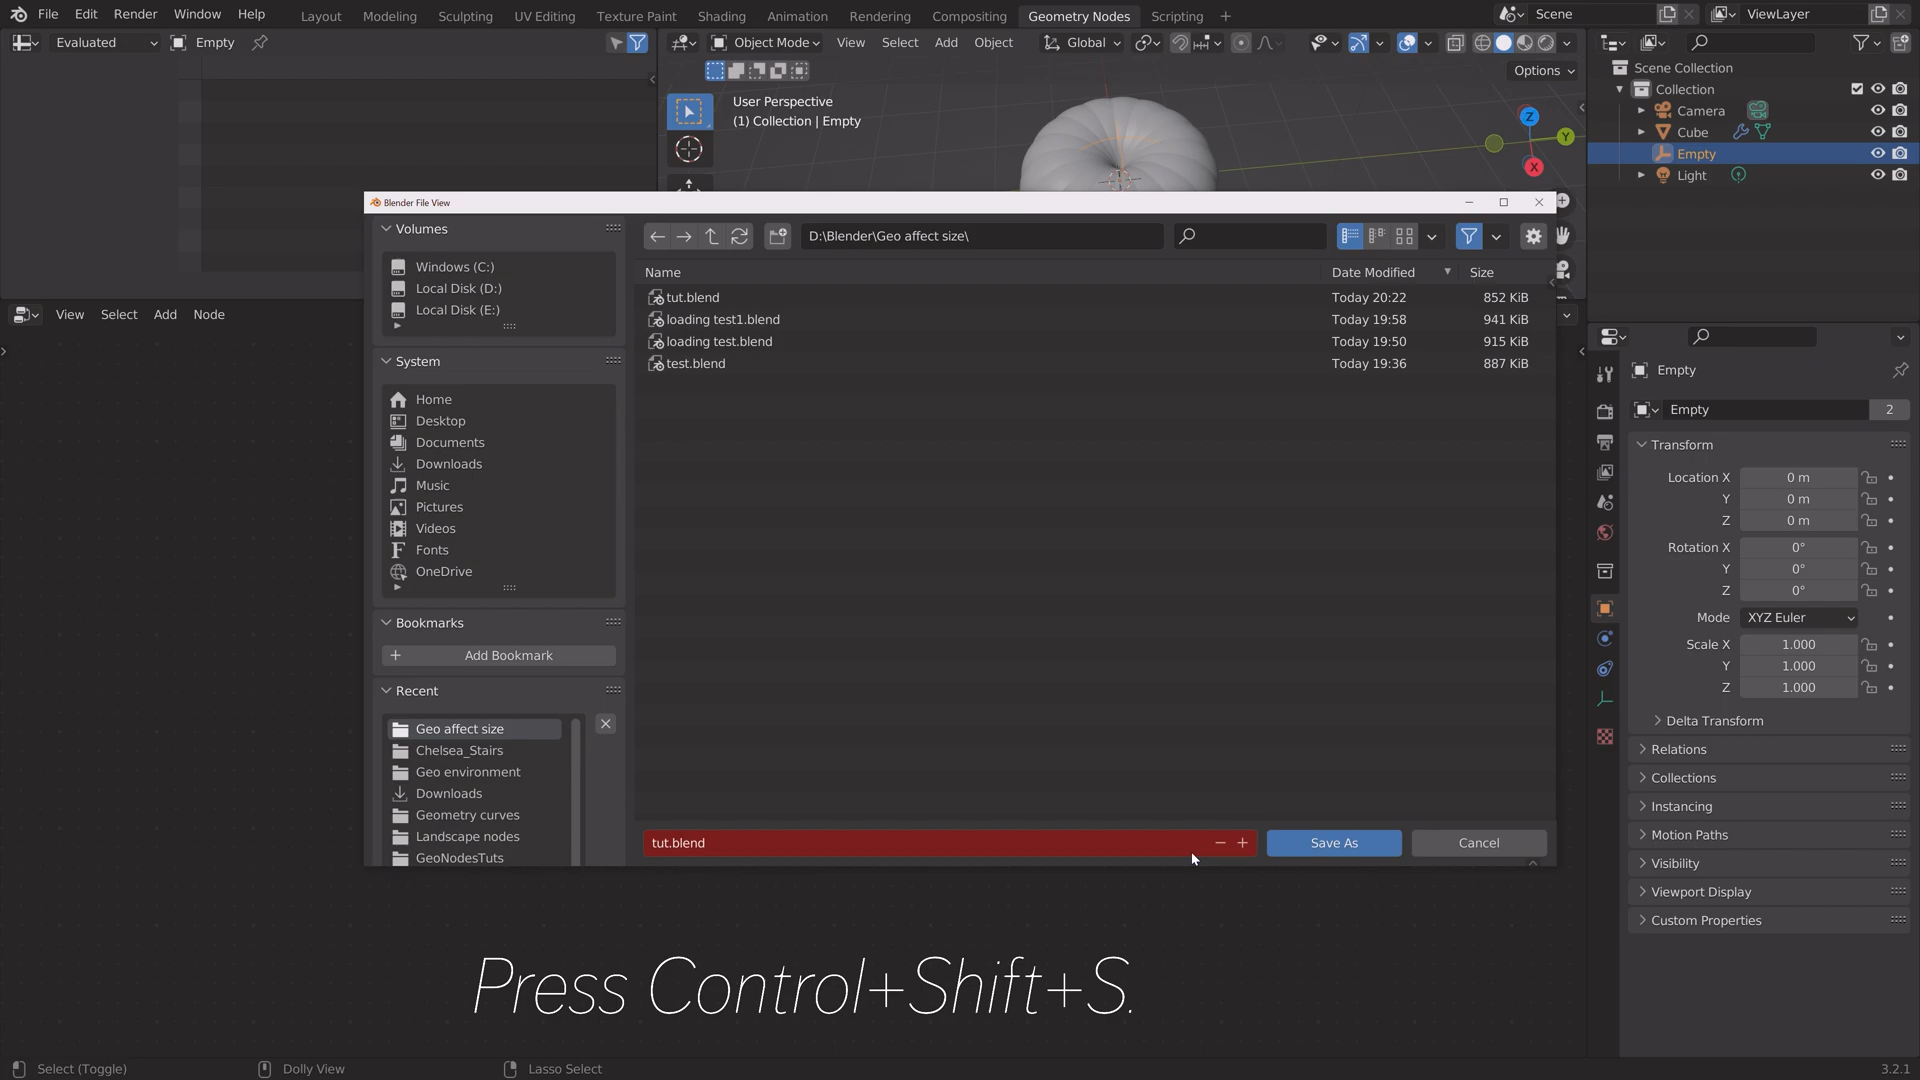 File Edit Render Window Help Layout Modeling Sculpting UV Editing Texture Paint Shading Animation Rendering Compositing Geometry Nodes Scripting + Scene ViewLayer
Evaluated Empty Object Mode View Select Add Object Global
Options
User Perspective
(1) Collection | Empty
Z
Y
X
Scene Collection
Collection
Camera
Cube
Empty
Light
View Select Add Node
Blender File View
Volumes
Windows (C:)
Local Disk (D:)
Local Disk (E:)
System
Home
Desktop
Documents
Downloads
Music
Pictures
Videos
Fonts
OneDrive
Bookmarks
+ Add Bookmark
Recent
Geo affect size
Chelsea_Stairs
Geo environment
Downloads
Geometry curves
Landscape nodes
GeoNodesTuts
D:\Blender\Geo affect size\
Name Date Modified Size
tut.blend Today 20:22 852 KiB
loading test1.blend Today 19:58 941 KiB
loading test.blend Today 19:50 915 KiB
test.blend Today 19:36 887 KiB
tut.blend Save As Cancel
Empty
Empty 2
Transform
Location X 0 m
Y 0 m
Z 0 m
Rotation X 0°
Y 0°
Z 0°
Mode XYZ Euler
Scale X 1.000
Y 1.000
Z 1.000
Delta Transform
Relations
Collections
Instancing
Motion Paths
Visibility
Viewport Display
Custom Properties
Press Control+Shift+S.
Select (Toggle) Dolly View Lasso Select 3.2.1